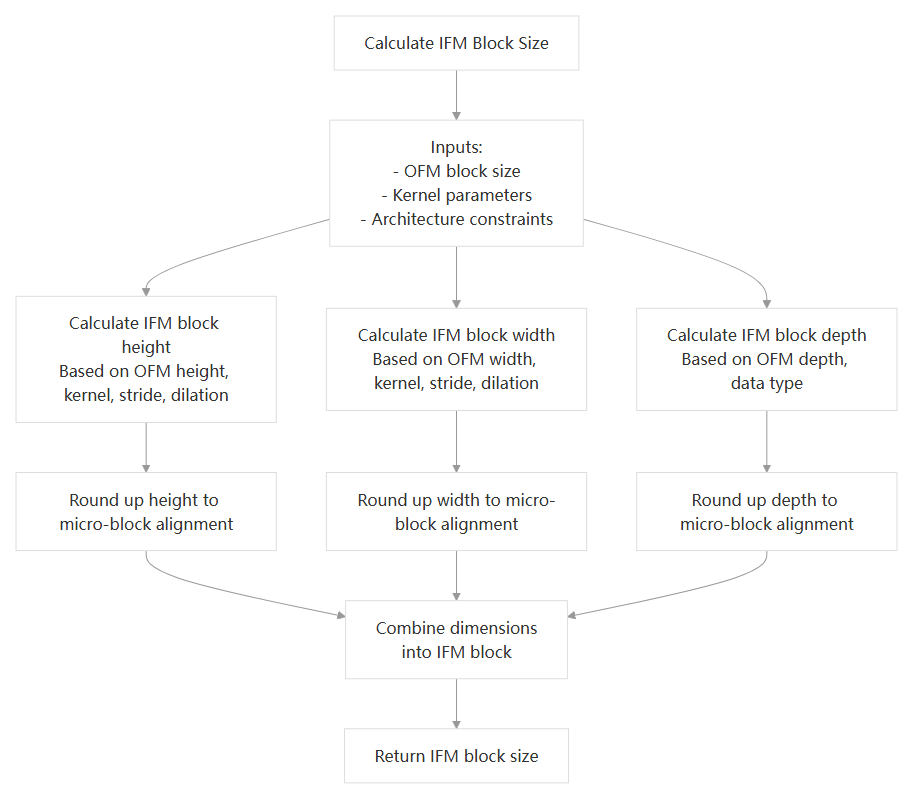 Calculate IFM Block Size
Inputs:
- OFM block size
- Kernel parameters
- Architecture constraints
Calculate IFM block
height
Based on OFM height,
kernel, stride, dilation
Calculate IFM block width
Based on OFM width,
kernel, stride, dilation
Calculate IFM block depth
Based on OFM depth,
data type
Round up height to
micro-block alignment
Round up width to micro-
block alignment
Round up depth to
micro-block alignment
Combine dimensions
into IFM block
Return IFM block size